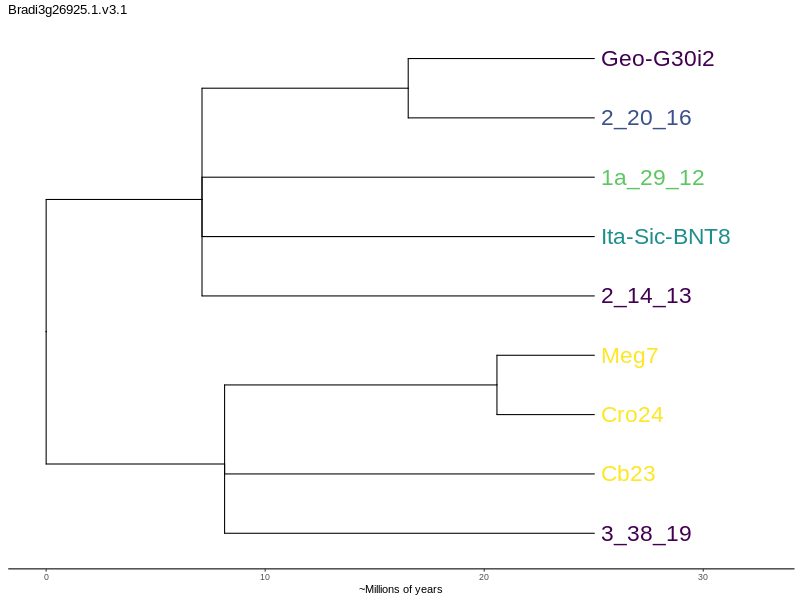 Bradi3g26925.1.v3.1
Geo-G30i2
2_20_16
1a_29_12
Ita-Sic-BNT8
2_14_13
Meg7
Cro24
Cb23
3_38_19
0 10 20 30
~Millions of years